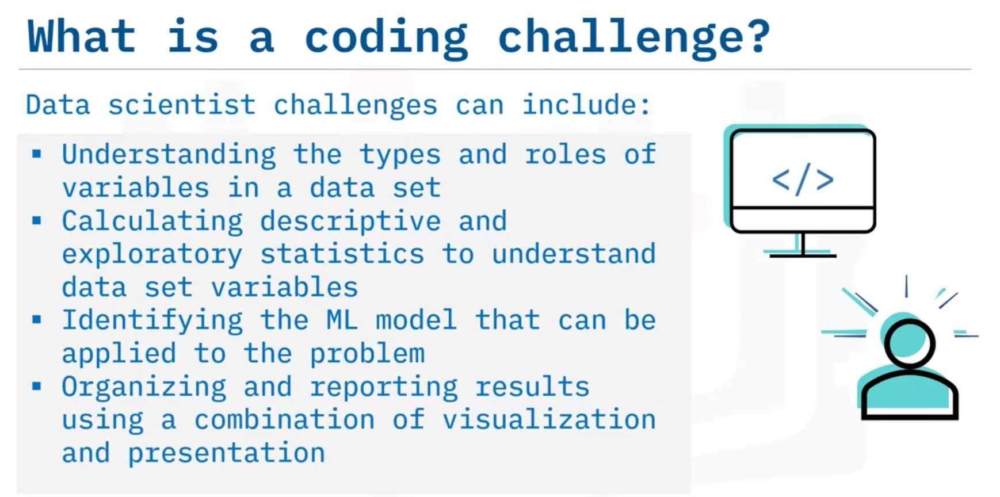 What is a coding challenge?
Data scientist challenges can include:
▪ Understanding the types and roles of
variables in a data set
▪ Calculating descriptive and
exploratory statistics to understand
data set variables
▪ Identifying the ML model that can be
applied to the problem
▪ Organizing and reporting results
using a combination of visualization
and presentation
</>